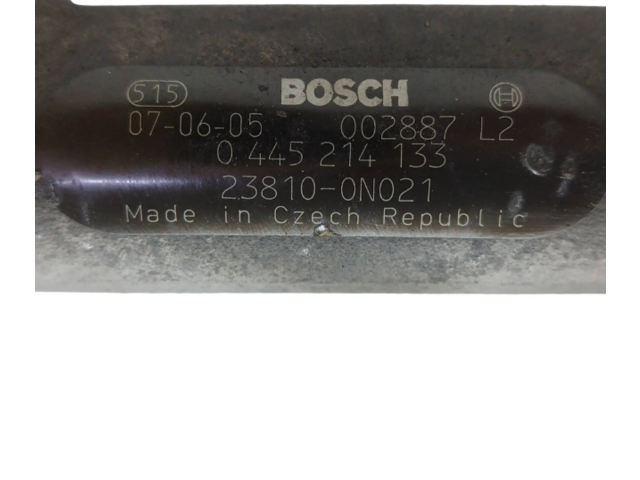 515 BOSCH
07-06-05 002887 L2
0 445 214 133
23810-0N021
Made in Czech Republic